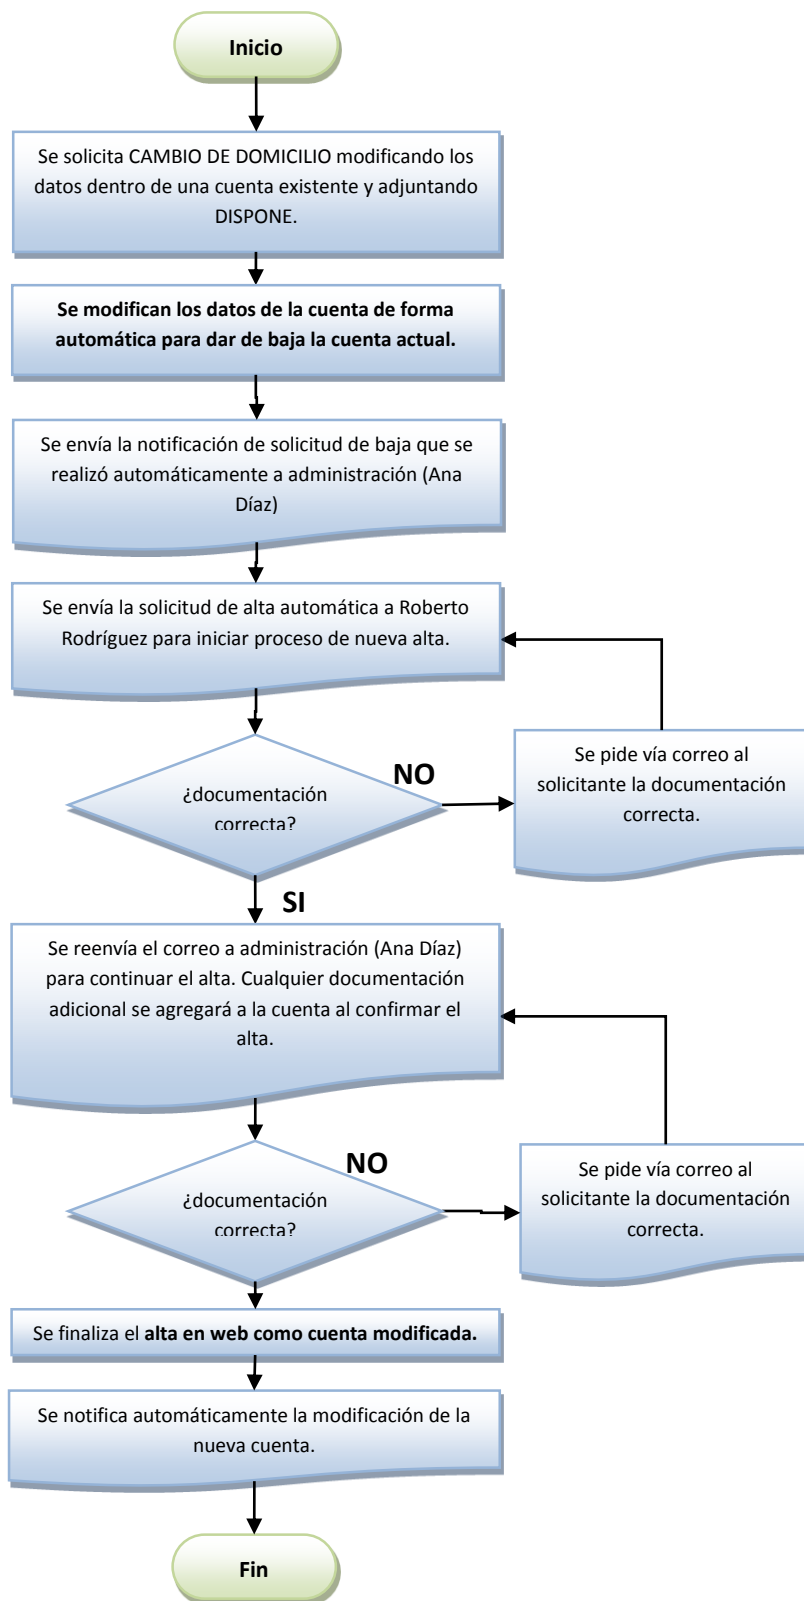 Inicio
Se solicita CAMBIO DE DOMICILIO modificando los
datos dentro de una cuenta existente y adjuntando
DISPONE.
Se modifican los datos de la cuenta de forma
automática para dar de baja la cuenta actual.
Se envía la notificación de solicitud de baja que se
realizó automáticamente a administración (Ana
Díaz)
Se envía la solicitud de alta automática a Roberto
Rodríguez para iniciar proceso de nueva alta.
¿documentación
correcta?
NO
Se pide vía correo al
solicitante la documentación
correcta.
SI
Se reenvía el correo a administración (Ana Díaz)
para continuar el alta. Cualquier documentación
adicional se agregará a la cuenta al confirmar el
alta.
¿documentación
correcta?
NO
Se pide vía correo al
solicitante la documentación
correcta.
Se finaliza el alta en web como cuenta modificada.
Se notifica automáticamente la modificación de la
nueva cuenta.
Fin